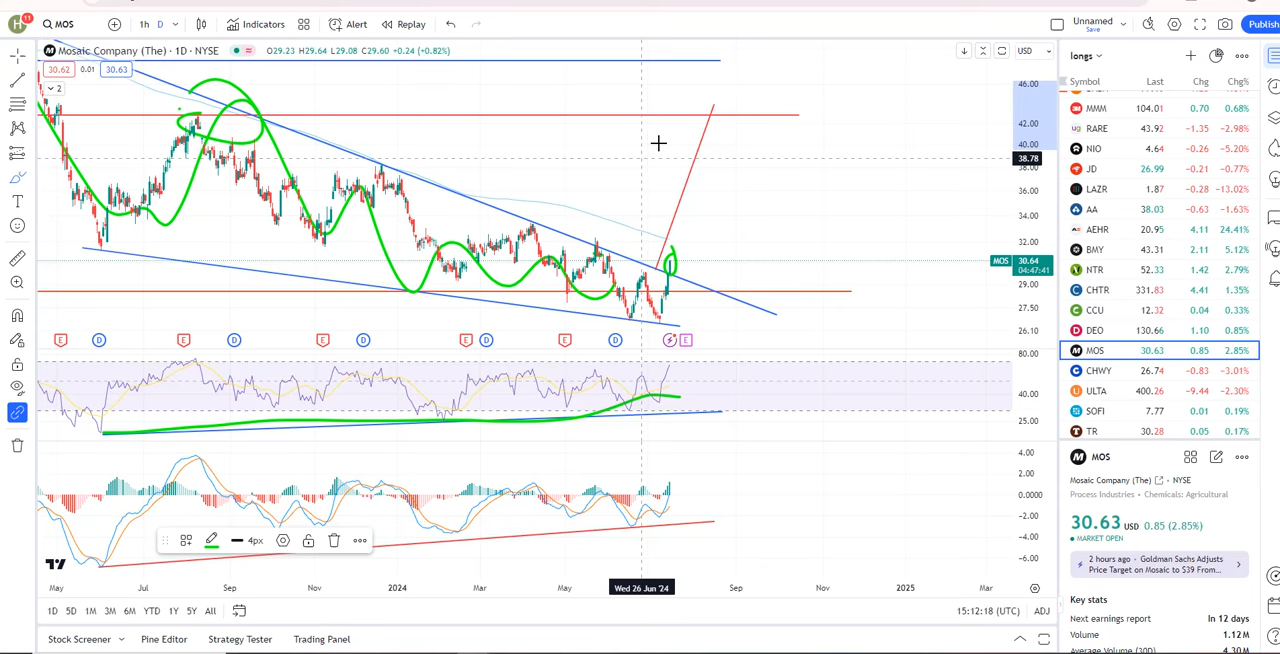 H 11 MOS 1h D Indicators Alert Replay Unnamed Save Publish
Mosaic Company (The) · 1D · NYSE O29.23 H29.64 L29.08 C29.60 +0.24 (+0.82%) USD
30.62 0.01 30.63
2
46.00
42.00
40.00
38.78
38.00
36.00
34.00
32.00
MOS 30.64
04:47:41
29.00
27.50
26.10
E D E D E D E D E D E
80.00
40.00
25.00
4.00
2.00
0.0000
−2.00
−4.00
−6.00
4px
May Jul Sep Nov 2024 Mar May Wed 26 Jun '24 Sep Nov 2025 Mar
1D 5D 1M 3M 6M YTD 1Y 5Y All 15:12:18 (UTC) ADJ
Stock Screener Pine Editor Strategy Tester Trading Panel
longs
Symbol Last Chg Chg%
MMM 104.01 0.70 0.68%
RARE 43.92 −1.35 −2.98%
NIO 4.64 −0.26 −5.20%
JD 26.99 −0.21 −0.77%
LAZR 1.87 −0.28 −13.02%
AA 38.03 −0.63 −1.63%
AEHR 20.95 4.11 24.41%
BMY 43.31 2.11 5.12%
NTR 52.33 1.42 2.79%
CHTR 331.83 4.41 1.35%
CCU 12.32 0.04 0.33%
DEO 130.66 1.10 0.85%
MOS 30.63 0.85 2.85%
CHWY 26.74 −0.83 −3.01%
ULTA 400.26 −9.44 −2.30%
SOFI 7.77 0.01 0.19%
TR 30.28 0.05 0.17%
MOS
Mosaic Company (The) · NYSE
Process Industries • Chemicals: Agricultural
30.63 USD 0.85 (2.85%)
MARKET OPEN
2 hours ago · Goldman Sachs Adjusts
Price Target on Mosaic to $39 From...
Key stats
Next earnings report In 12 days
Volume 1.12M
Average Volume (30D) 4.30M